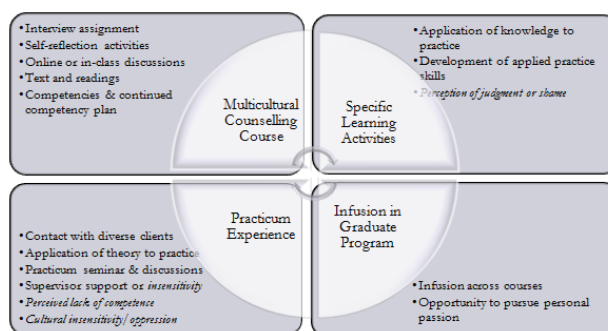 • Interview assignment
• Self-reflection activities
• Online or in-class discussions
• Text and readings
• Competencies & continued
competency plan
Multicultural
Counselling
Course
• Application of knowledge to
practice
• Development of applied practice
skills
• Perception of judgment or shame
Specific
Learning
Activities
Practicum
Experience
• Contact with diverse clients
• Application of theory to practice
• Practicum seminar & discussions
• Supervisor support or insensitivity
• Perceived lack of competence
• Cultural insensitivity/ oppression
Infusion in
Graduate
Program
• Infusion across courses
• Opportunity to pursue personal
passion